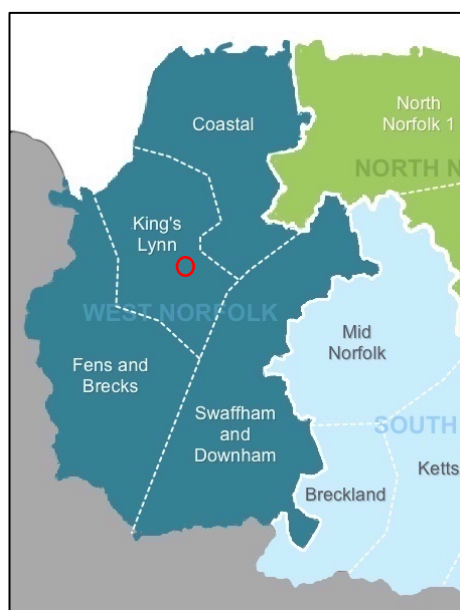 Coastal
North
Norfolk 1
NORTH N
King's
Lynn
WEST NORFOLK
Mid
Norfolk
Fens and
Brecks
Swaffham
and
Downham
SOUTH
Ketts
Breckland